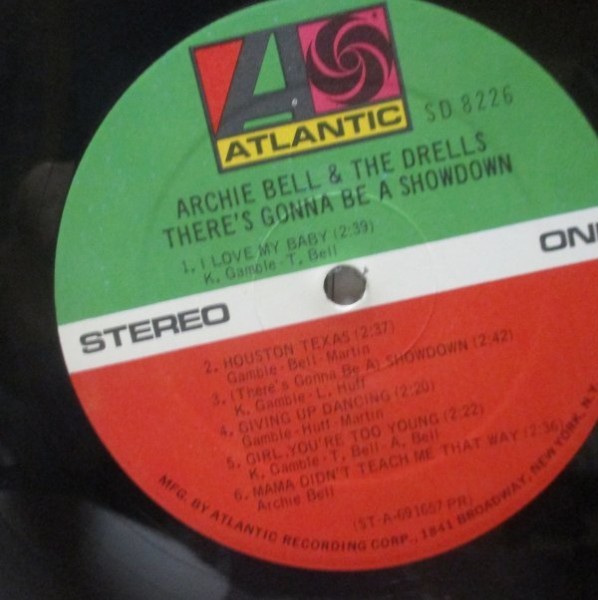 ATLANTIC
SD 8226
ARCHIE BELL & THE DRELLS
THERE'S GONNA BE A SHOWDOWN
1. I LOVE MY BABY (2:39)
K. Gamble - T. Bell
STEREO
ON
2. HOUSTON TEXAS (2:37)
Gamble - Bell - Martin
3. (There's Gonna Be A) SHOWDOWN (2:42)
K. Gamble - L. Huff
4. GIVING UP DANCING (2:20)
Gamble - Huff - Martin
5. GIRL, YOU'RE TOO YOUNG (2:22)
K. Gamble - T. Bell - A. Bell
6. MAMA DIDN'T TEACH ME THAT WAY (2:36)
Archie Bell
(ST-A-691687 PR)
MFG. BY ATLANTIC RECORDING CORP., 1841 BROADWAY, NEW YORK, N.Y.